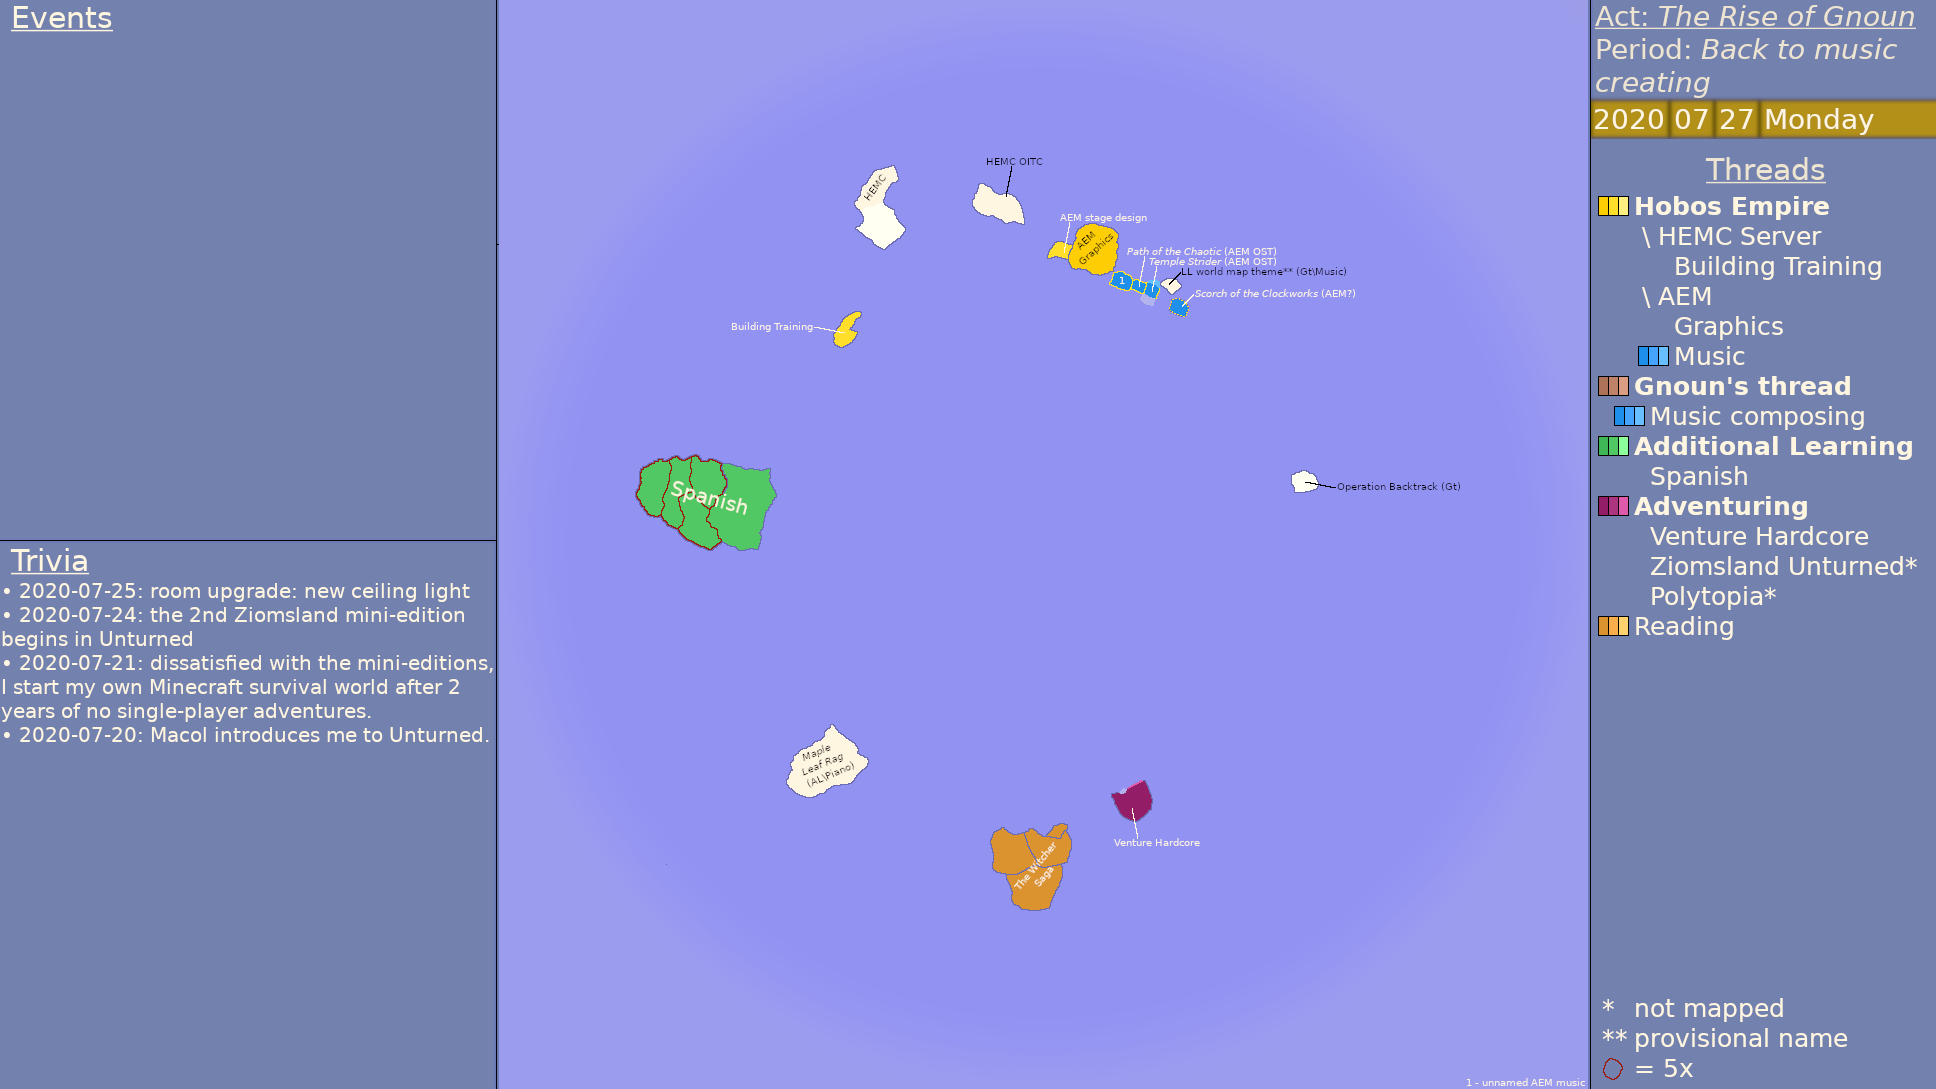 Events
Trivia
• 2020-07-25: room upgrade: new ceiling light
• 2020-07-24: the 2nd Ziomsland mini-edition
begins in Unturned
• 2020-07-21: dissatisfied with the mini-editions,
I start my own Minecraft survival world after 2
years of no single-player adventures.
• 2020-07-20: Macol introduces me to Unturned.
HEMC
HEMC OITC
AEM stage design
AEM
Graphics
Path of the Chaotic (AEM OST)
Temple Strider (AEM OST)
LL world map theme** (Gt\Music)
1
Scorch of the Clockworks (AEM?)
Building Training
Spanish
Operation Backtrack (Gt)
Maple
Leaf Rag
(AL\Piano)
The Witcher
Saga
Venture Hardcore
1 - unnamed AEM music
Act: The Rise of Gnoun
Period: Back to music
creating
2020 07 27 Monday
Threads
Hobos Empire
\ HEMC Server
Building Training
\ AEM
Graphics
Music
Gnoun's thread
Music composing
Additional Learning
Spanish
Adventuring
Venture Hardcore
Ziomsland Unturned*
Polytopia*
Reading
* not mapped
** provisional name
= 5x